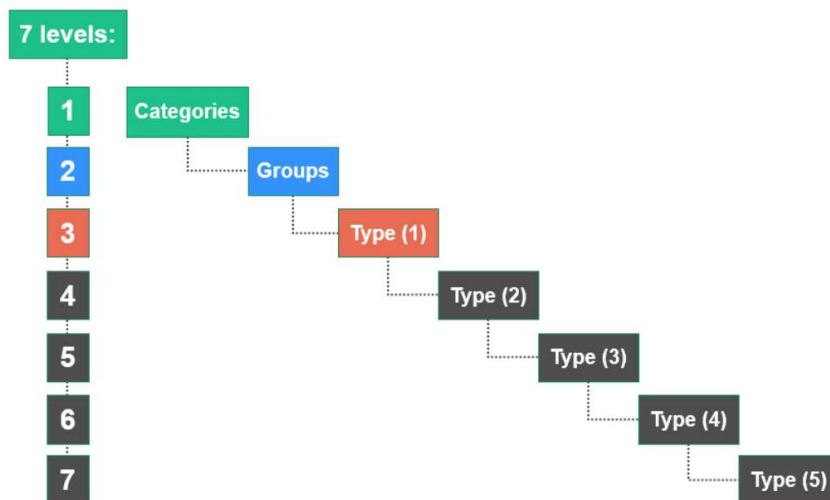 7 levels:
1
Categories
2
Groups
3
Type (1)
4
Type (2)
5
Type (3)
6
Type (4)
7
Type (5)